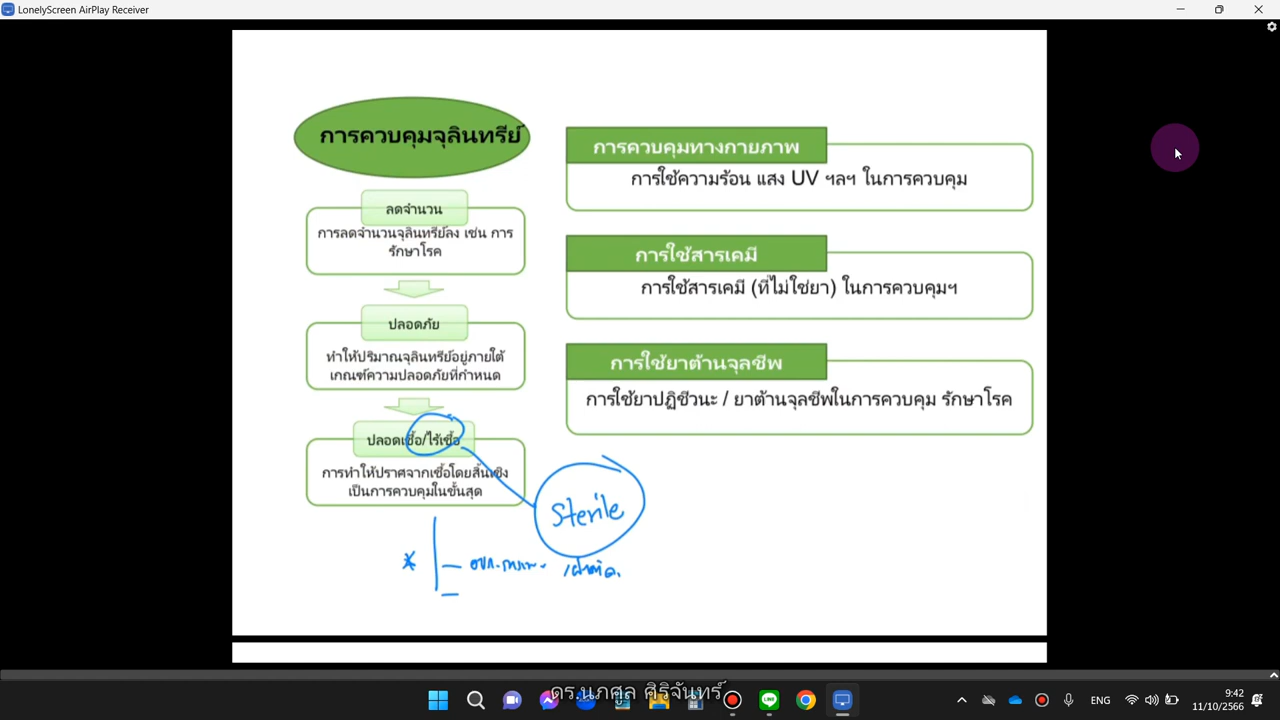 LonelyScreen AirPlay Receiver
การควบคุมจุลินทรีย์
ลดจำนวน
การลดจำนวนจุลินทรีย์ลง เช่น การ
รักษาโรค
ปลอดภัย
ทำให้ปริมาณจุลินทรีย์อยู่ภายใต้
เกณฑ์ความปลอดภัยที่กำหนด
ปลอดเชื้อ/ไร้เชื้อ
การทำให้ปราศจากเชื้อโดยสิ้นเชิง
เป็นการควบคุมในขั้นสุด
การควบคุมทางกายภาพ
การใช้ความร้อน แสง UV ฯลฯ ในการควบคุม
การใช้สารเคมี
การใช้สารเคมี (ที่ไม่ใช่ยา) ในการควบคุมฯ
การใช้ยาต้านจุลชีพ
การใช้ยาปฏิชีวนะ / ยาต้านจุลชีพในการควบคุม รักษาโรค
Sterile
ดร.นภศูล ศิริจันทร์
ENG
9:42
11/10/2566